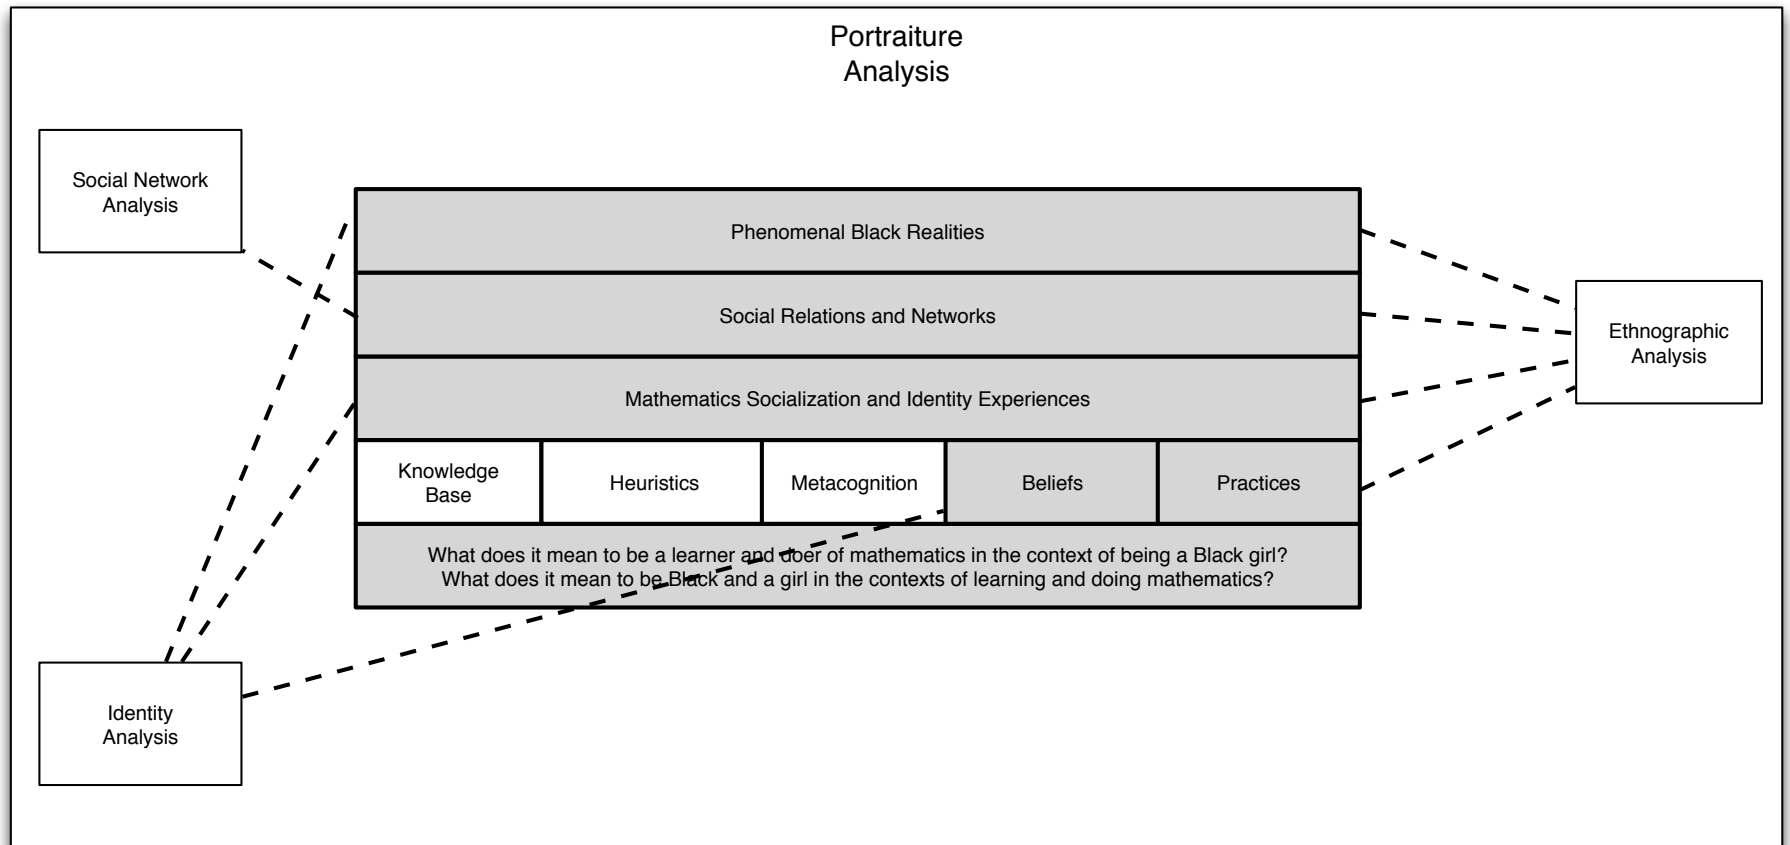 Portraiture
Analysis
Social Network
Analysis
Phenomenal Black Realities
Social Relations and Networks
Ethnographic
Analysis
Mathematics Socialization and Identity Experiences
Knowledge
Base
Heuristics
Metacognition
Beliefs
Practices
What does it mean to be a learner and doer of mathematics in the context of being a Black girl?
What does it mean to be Black and a girl in the contexts of learning and doing mathematics?
Identity
Analysis